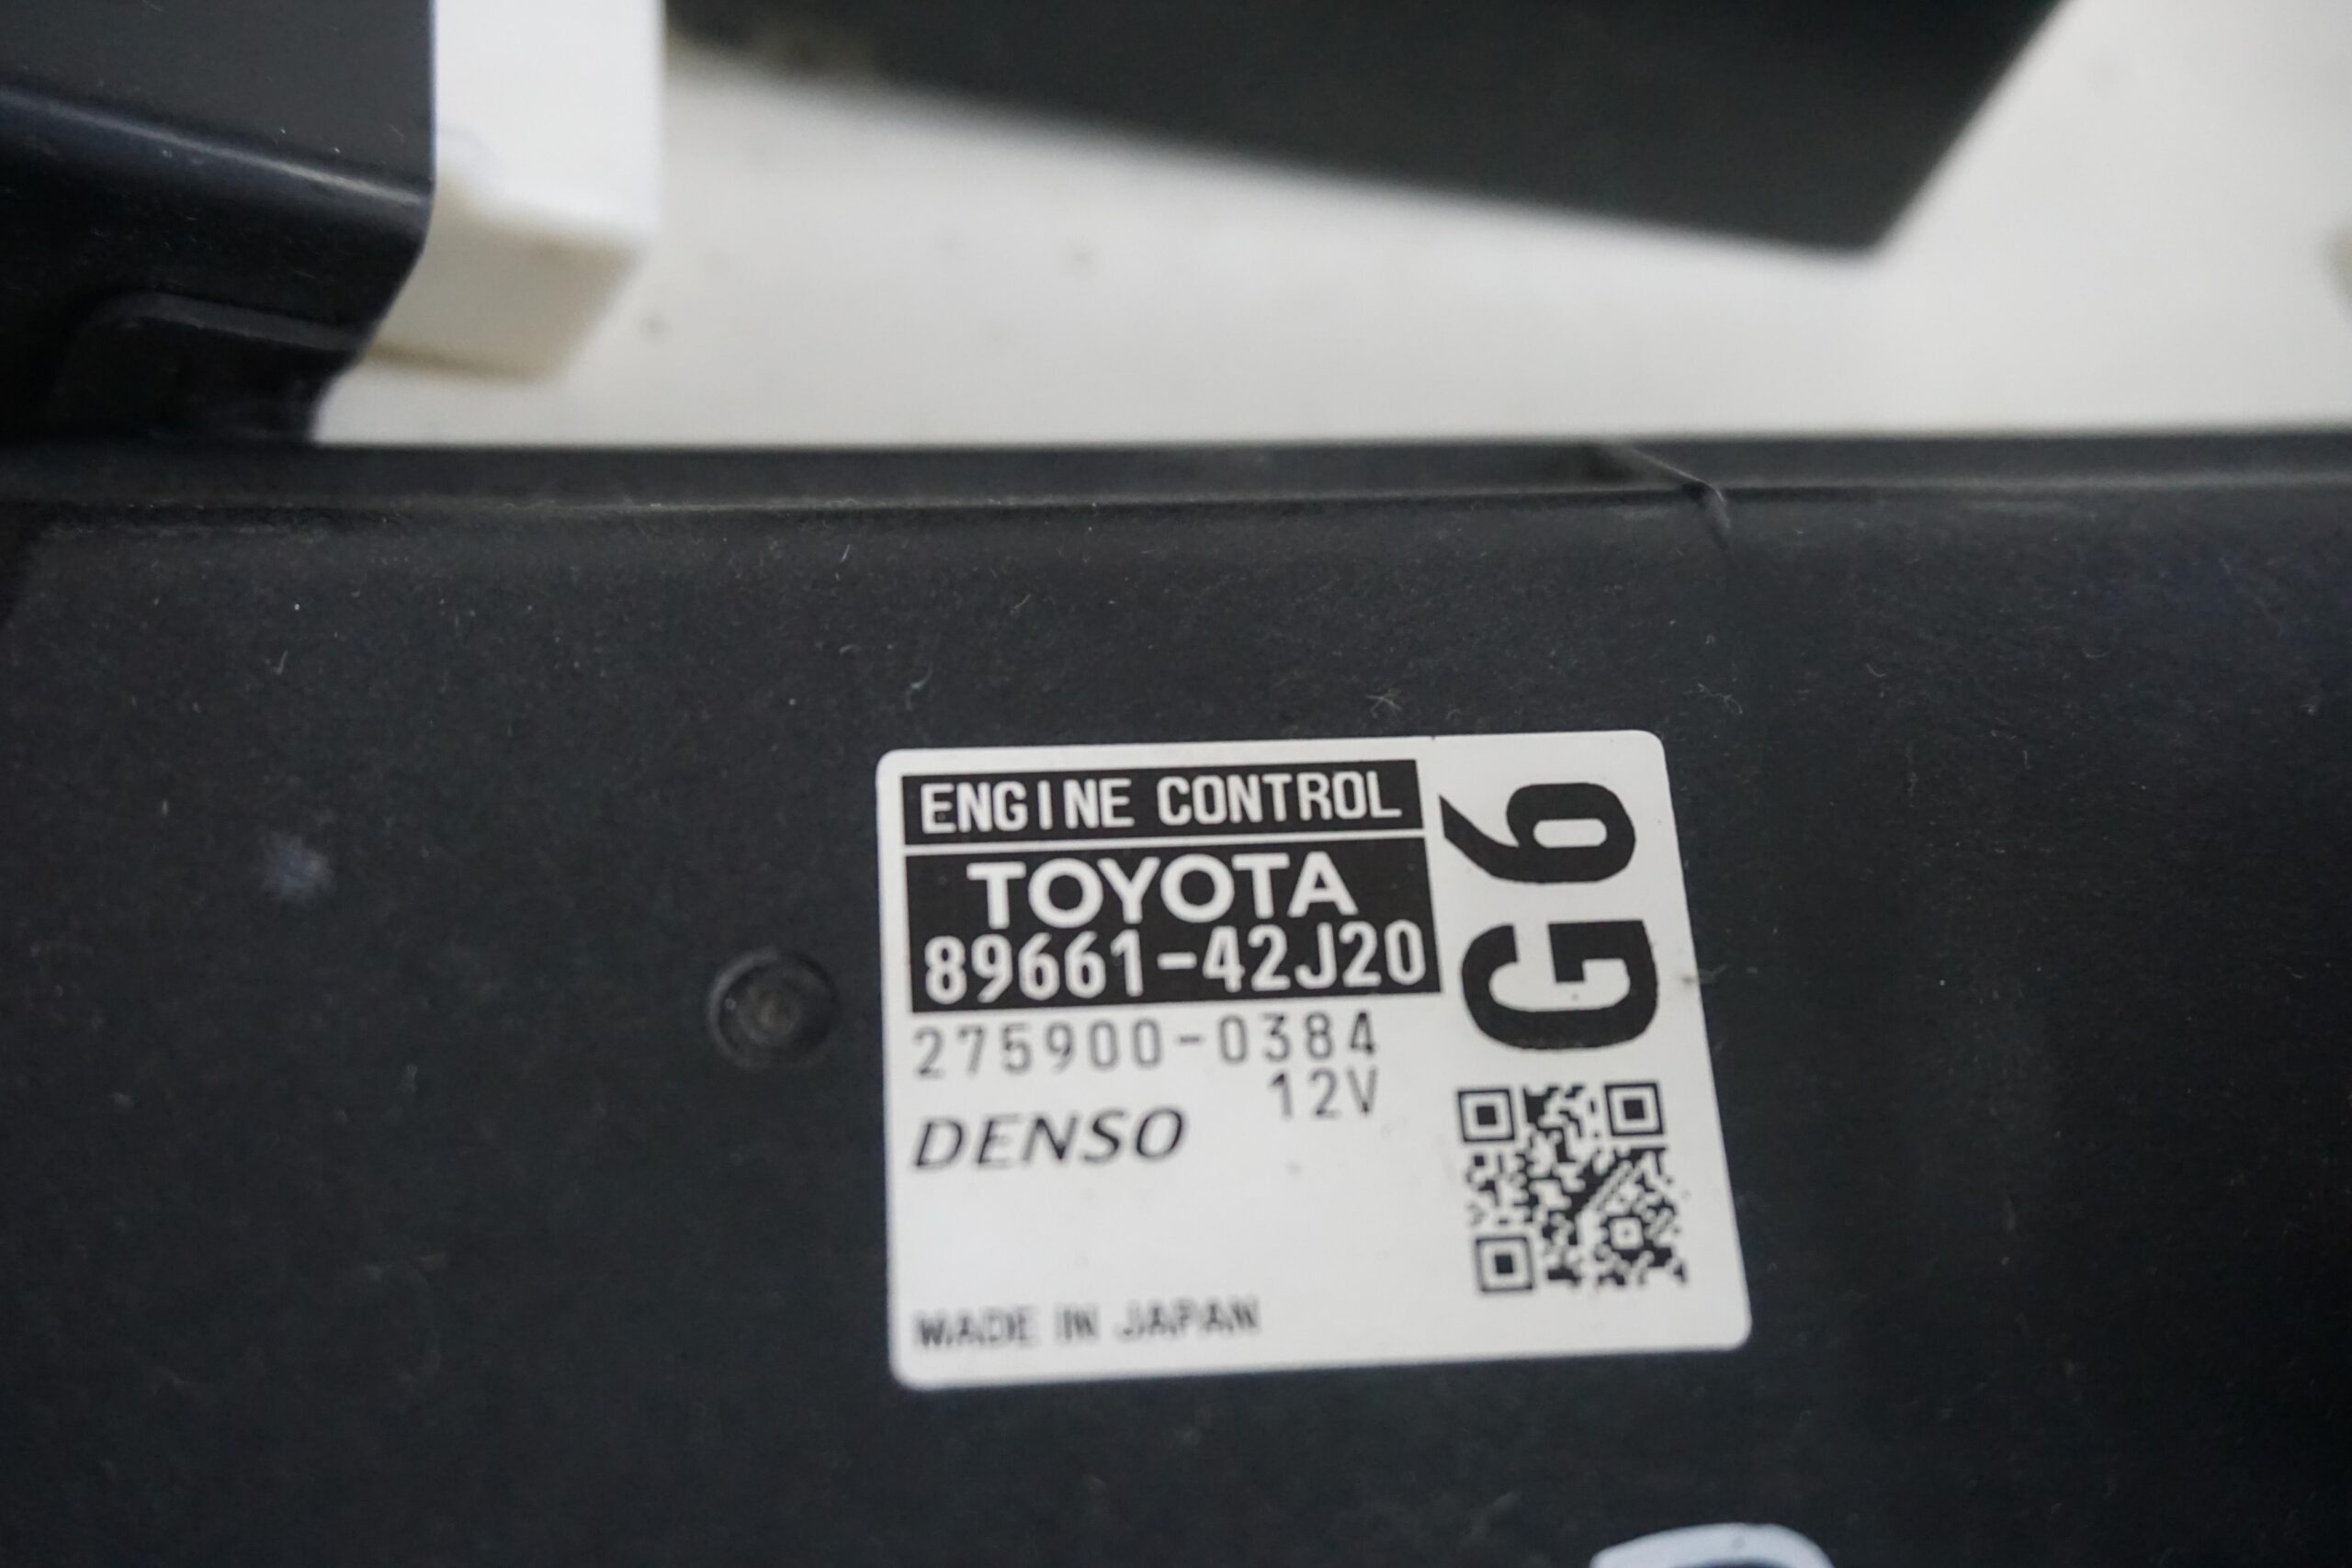 ENGINE CONTROL
TOYOTA
89661-42J20
275900-0384
12V
DENSO
MADE IN JAPAN
G6